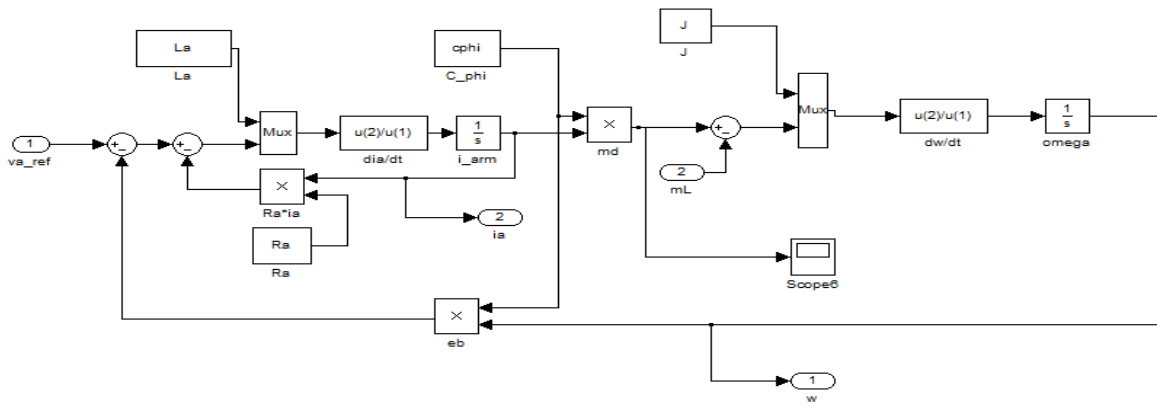 La
La
cphi
C_phi
J
J
1
va_ref
+
-
+
-
Mux
u(2)/u(1)
dia/dt
1
s
i_arm
×
md
+
-
Mux
u(2)/u(1)
dw/dt
1
s
omega
2
mL
×
Ra*ia
2
ia
Ra
Ra
Scope6
×
eb
1
w